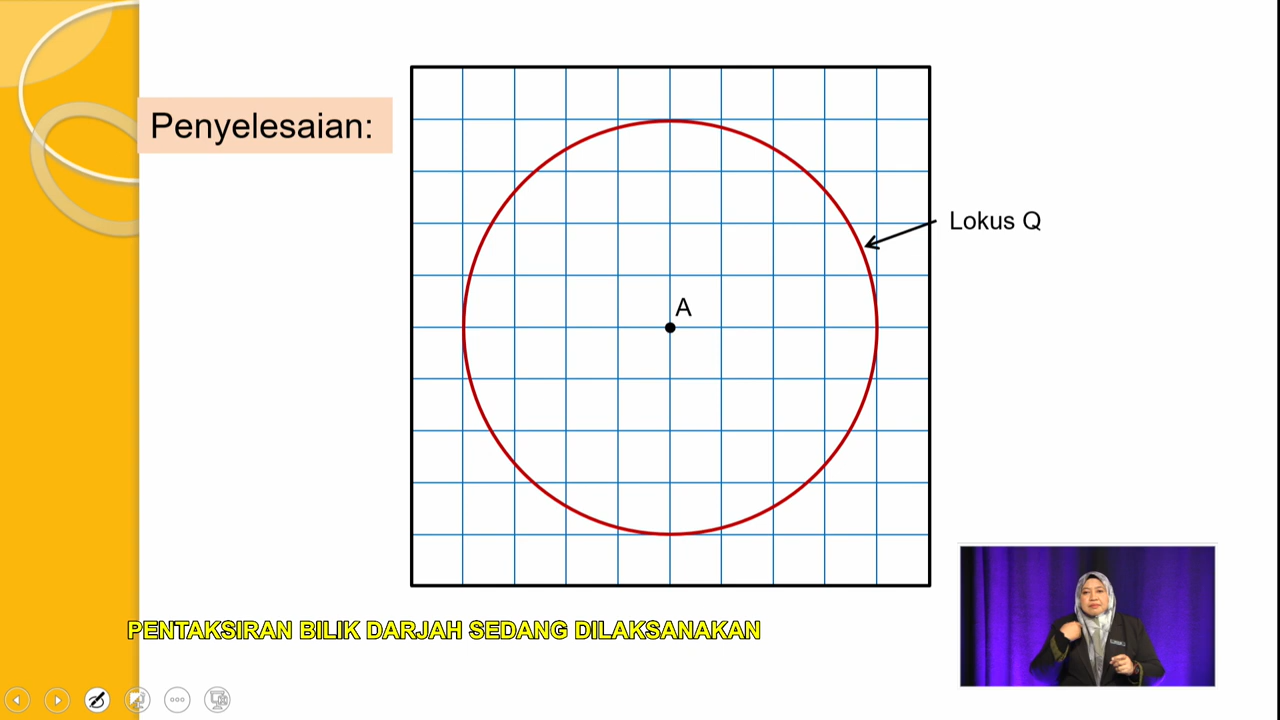 Penyelesaian:
Lokus Q
A
PENTAKSIRAN BILIK DARJAH SEDANG DILAKSANAKAN